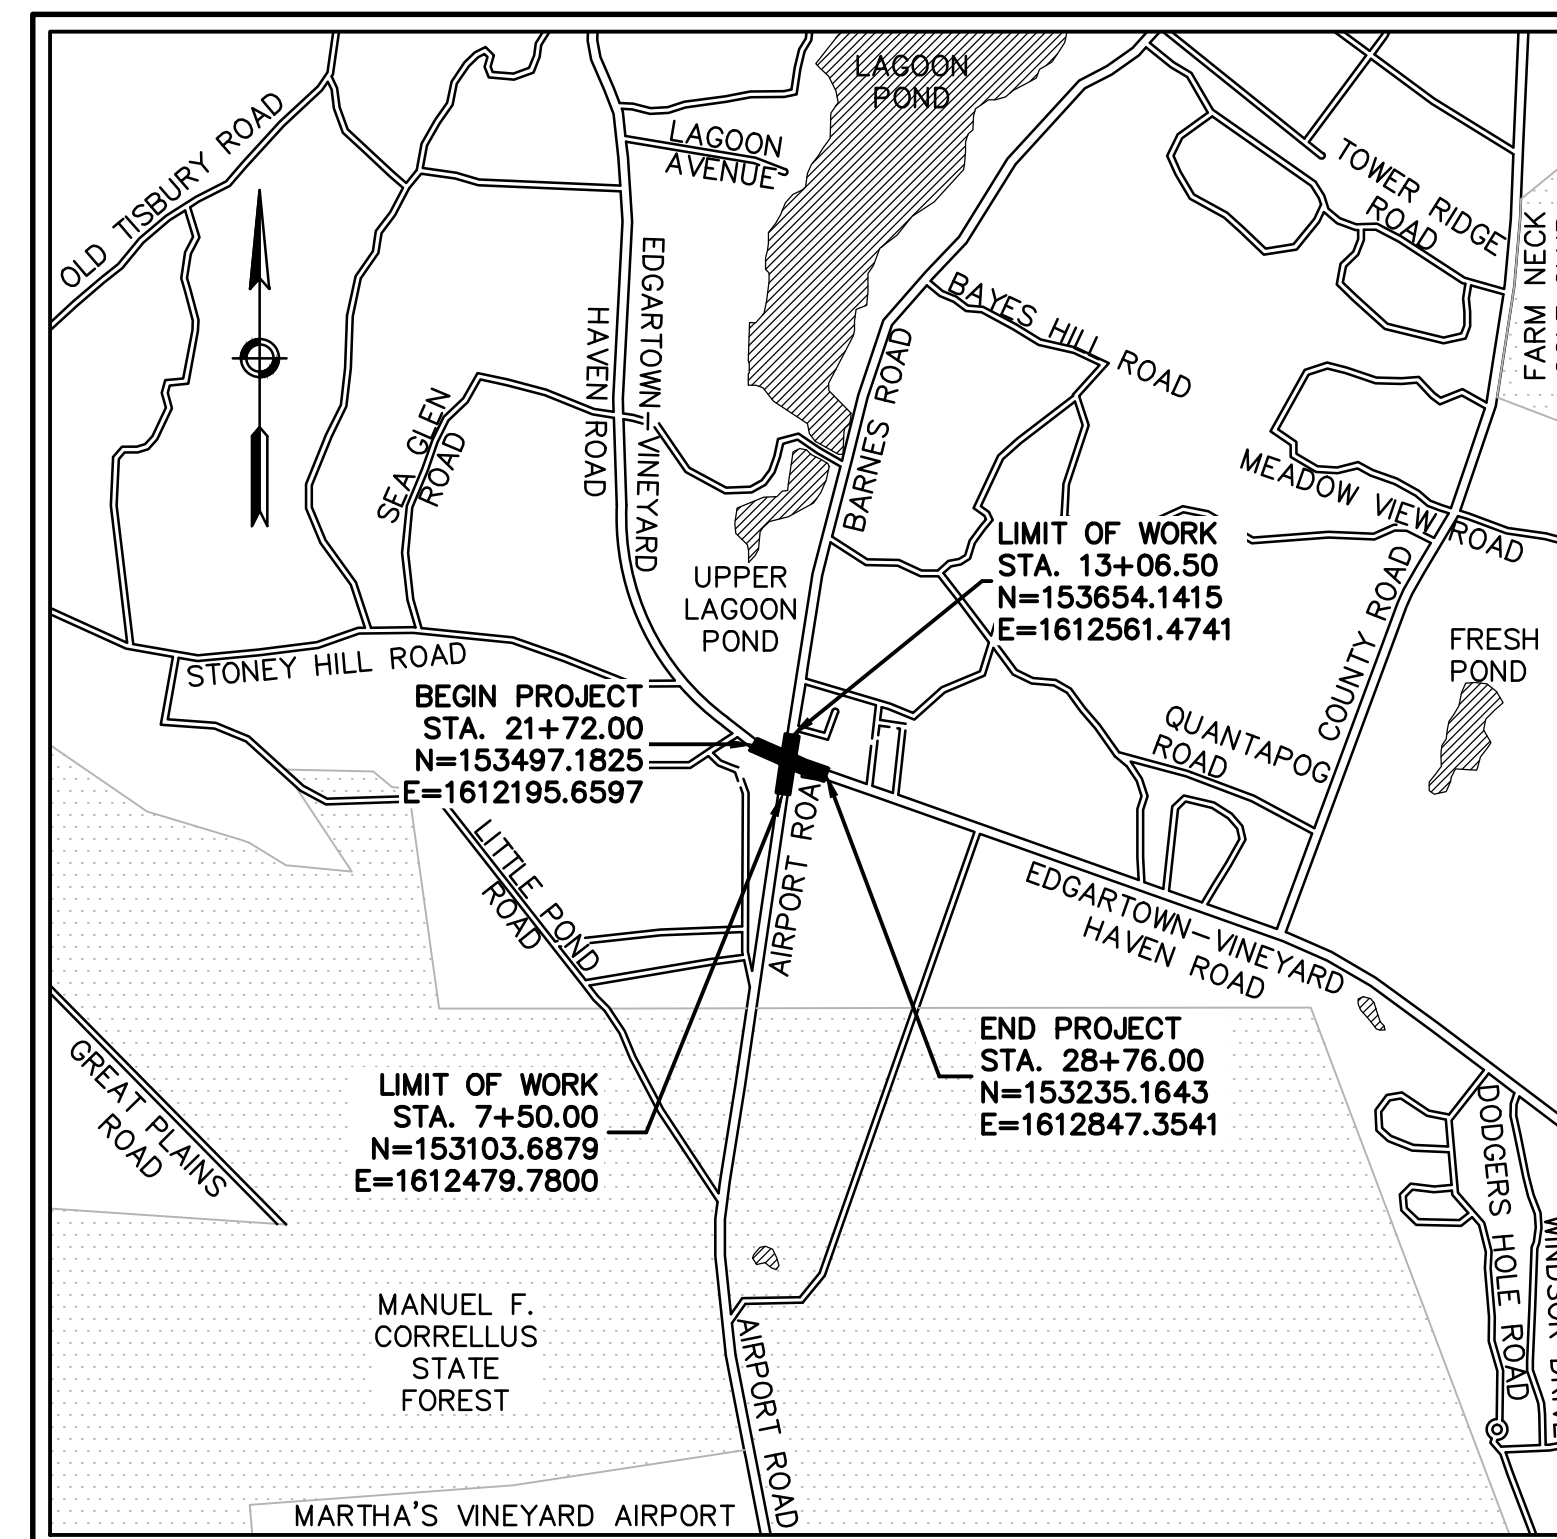 LAGOON
POND
OLD TISBURY ROAD
LAGOON
AVENUE
TOWER RIDGE
ROAD
FARM NECK
EDGARTOWN-VINEYARD
HAVEN ROAD
BAYES HILL ROAD
BARNES ROAD
SEA GLEN
ROAD
MEADOW VIEW ROAD
LIMIT OF WORK
STA. 13+06.50
N=153654.1415
E=1612561.4741
UPPER
LAGOON
POND
COUNTY ROAD
FRESH
POND
STONEY HILL ROAD
BEGIN PROJECT
STA. 21+72.00
N=153497.1825
E=1612195.6597
QUANTAPOG
ROAD
LITTLE POND
ROAD
AIRPORT ROA
EDGARTOWN-VINEYARD
HAVEN ROAD
GREAT PLAINS
ROAD
LIMIT OF WORK
STA. 7+50.00
N=153103.6879
E=1612479.7800
END PROJECT
STA. 28+76.00
N=153235.1643
E=1612847.3541
DODGERS HOLE ROAD
WINDSOR DRIVE
MANUEL F.
CORRELLUS
STATE
FOREST
AIRPORT ROAD
MARTHA'S VINEYARD AIRPORT